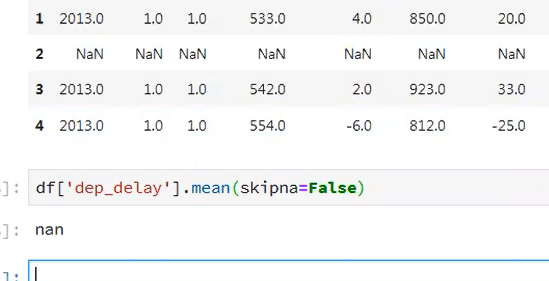 1 2013.0 1.0 1.0 533.0 4.0 850.0 20.0
2 NaN NaN NaN NaN NaN NaN NaN
3 2013.0 1.0 1.0 542.0 2.0 923.0 33.0
4 2013.0 1.0 1.0 554.0 -6.0 812.0 -25.0
]: df['dep_delay'].mean(skipna=False)
]: nan
]: